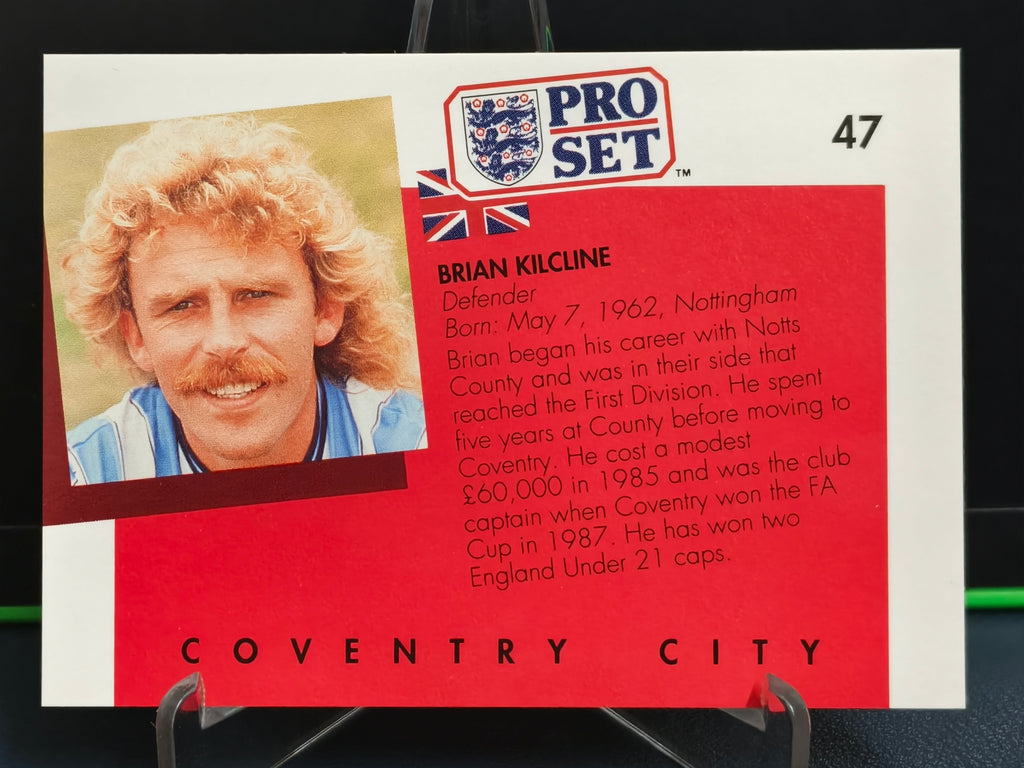 PRO
SET
TM
47
BRIAN KILCLINE
Defender
Born: May 7, 1962, Nottingham
Brian began his career with Notts
County and was in their side that
reached the First Division. He spent
five years at County before moving to
Coventry. He cost a modest
£60,000 in 1985 and was the club
captain when Coventry won the FA
Cup in 1987. He has won two
England Under 21 caps.
COVENTRY CITY